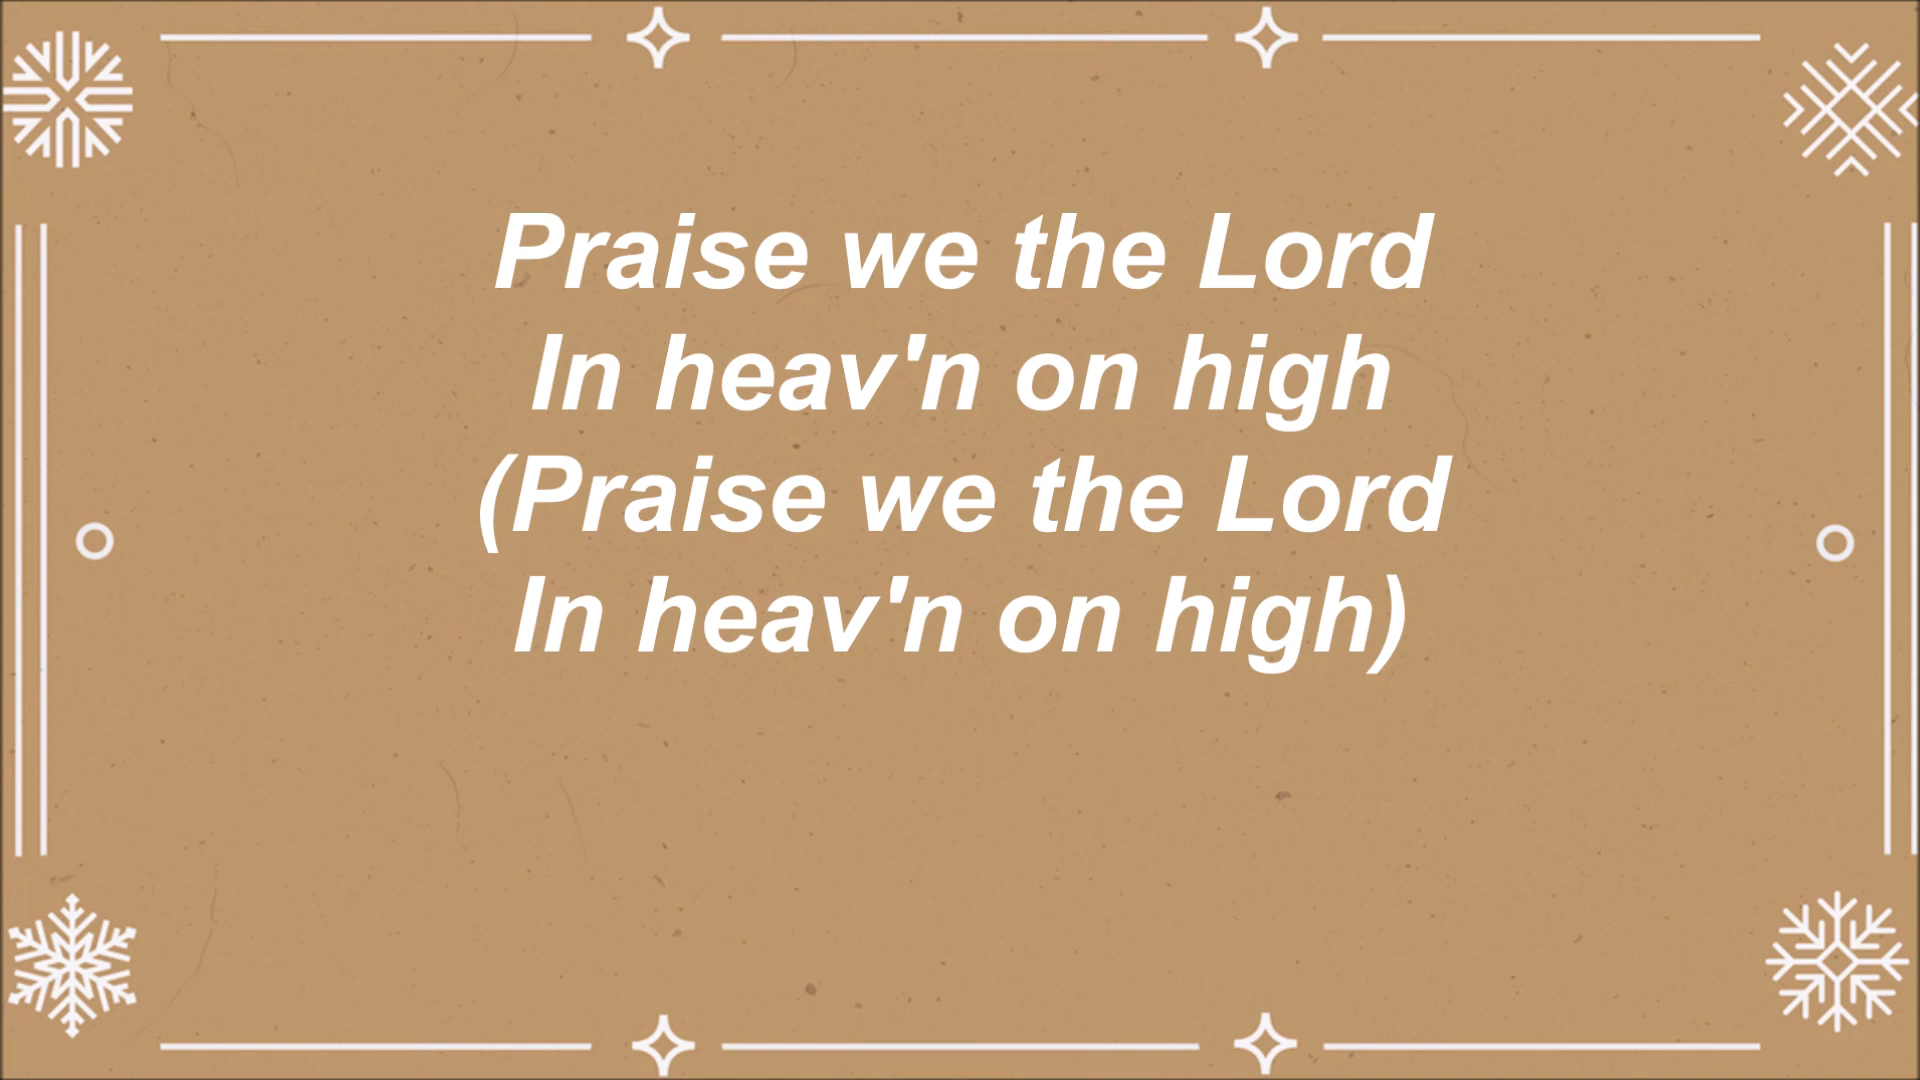 Praise we the Lord
In heav'n on high
(Praise we the Lord
In heav'n on high)